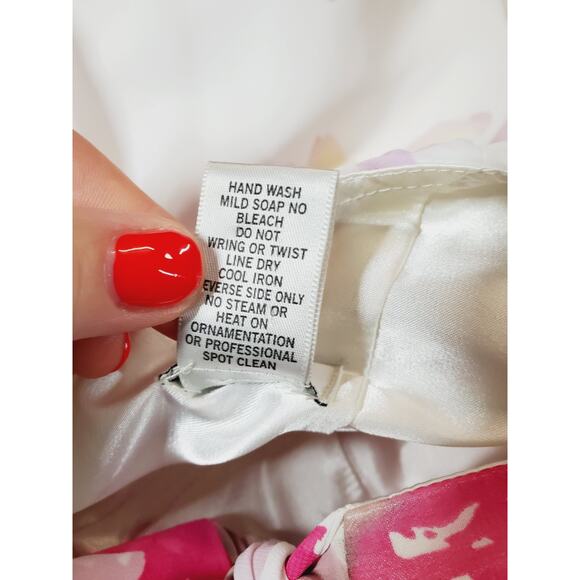 HAND WASH
MILD SOAP NO
BLEACH
DO NOT
WRING OR TWIST
LINE DRY
COOL IRON
REVERSE SIDE ONLY
NO STEAM OR
HEAT ON
ORNAMENTATION
OR PROFESSIONAL
SPOT CLEAN